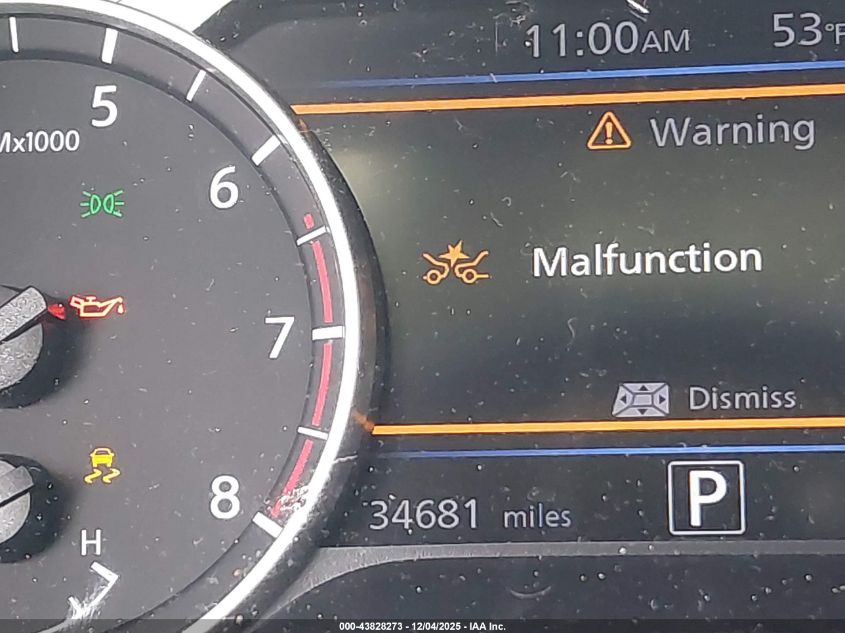 11:00AM 53°F
5
Warning
Mx1000
6
Malfunction
7
Dismiss
8
34681 miles P
H
000-43828273 - 12/04/2025 - IAA Inc.